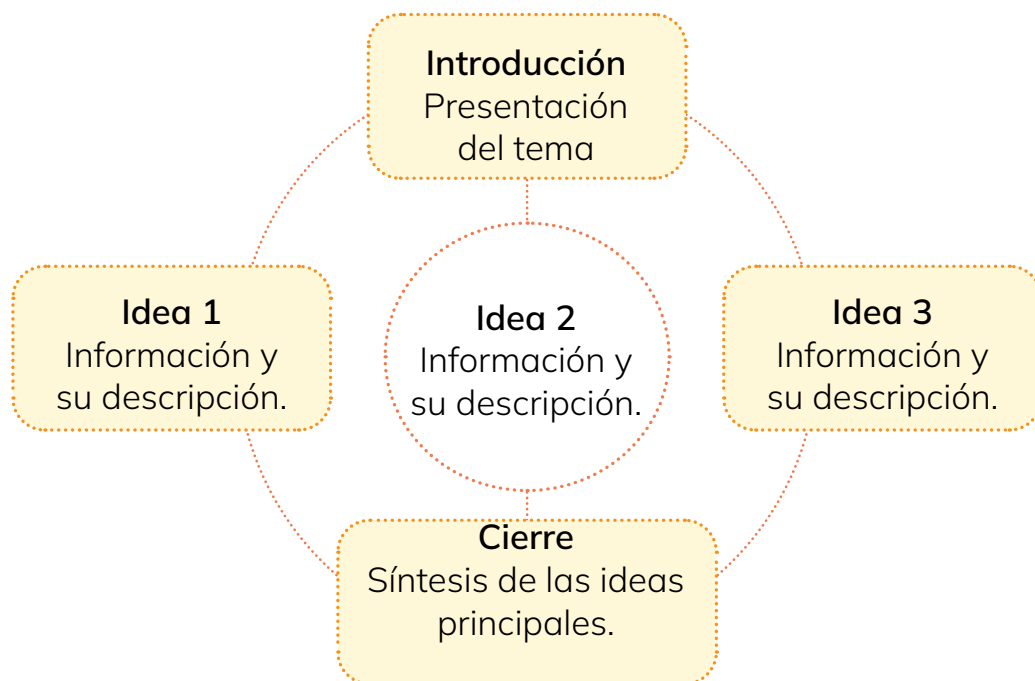 Introducción
Presentación
del tema
Idea 1
Información y
su descripción.
Idea 2
Información y
su descripción.
Idea 3
Información y
su descripción.
Cierre
Síntesis de las ideas
principales.